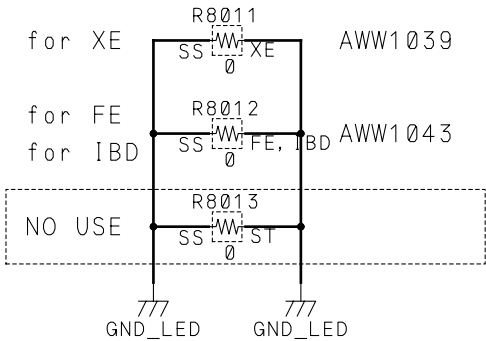 R8011
for XE SS XE AWW1039
0
for FE R8012
SS FE, IBD AWW1043
for IBD 0
R8013
NO USE SS ST
0
GND_LED GND_LED